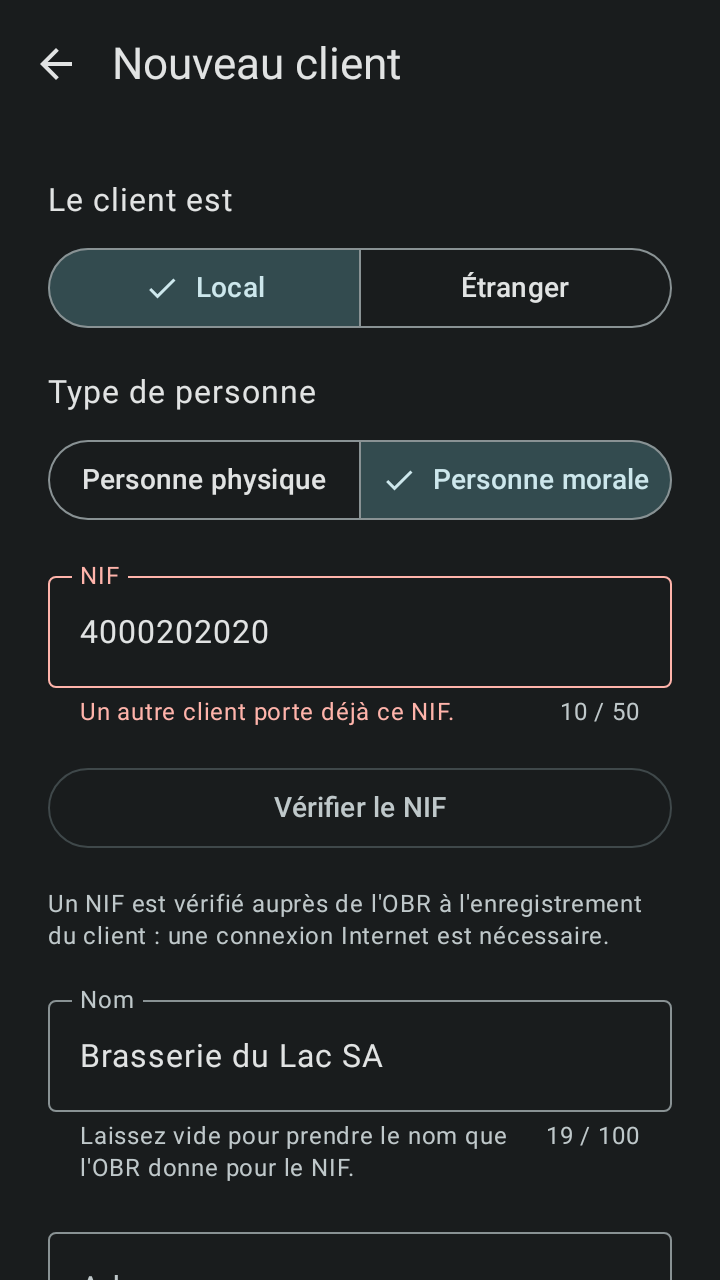 Nouveau client
Le client est
Local
Étranger
Type de personne
Personne physique
Personne morale
NIF
4000202020
Un autre client porte déjà ce NIF.
10 / 50
Vérifier le NIF
Un NIF est vérifié auprès de l'OBR à l'enregistrement
du client : une connexion Internet est nécessaire.
Nom
Brasserie du Lac SA
Laissez vide pour prendre le nom que
19 / 100
l'OBR donne pour le NIF.